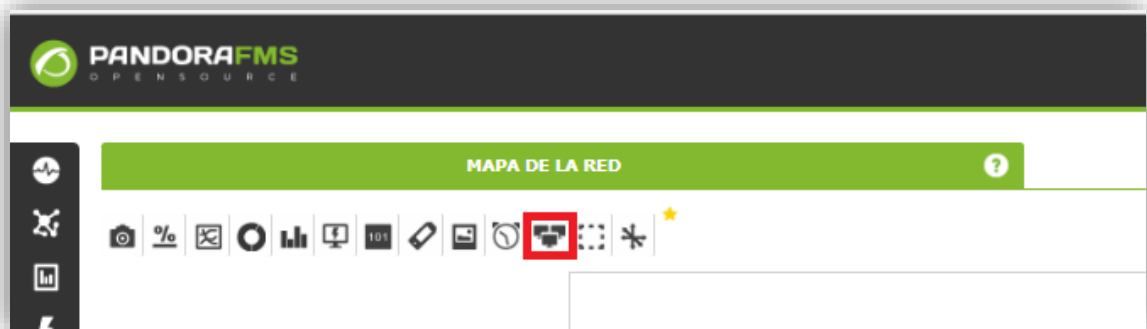 PANDORAFMS
OPENSOURCE
MAPA DE LA RED
?
%
101